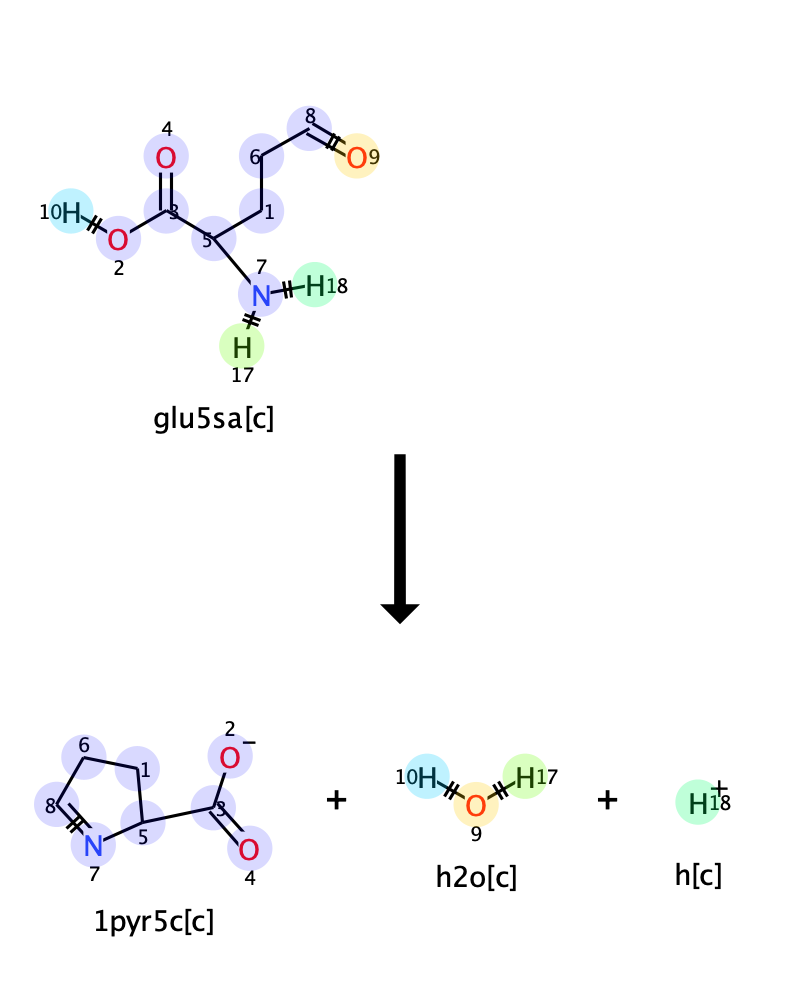 8
4
6 O9
O
10H 3 1
O 5
2 7
N H18
H
17
glu5sa[c]
2
6 O−
1 10H H17 +
8 3 + O + H18
5 9
N O
7 4
h2o[c] h[c]
1pyr5c[c]